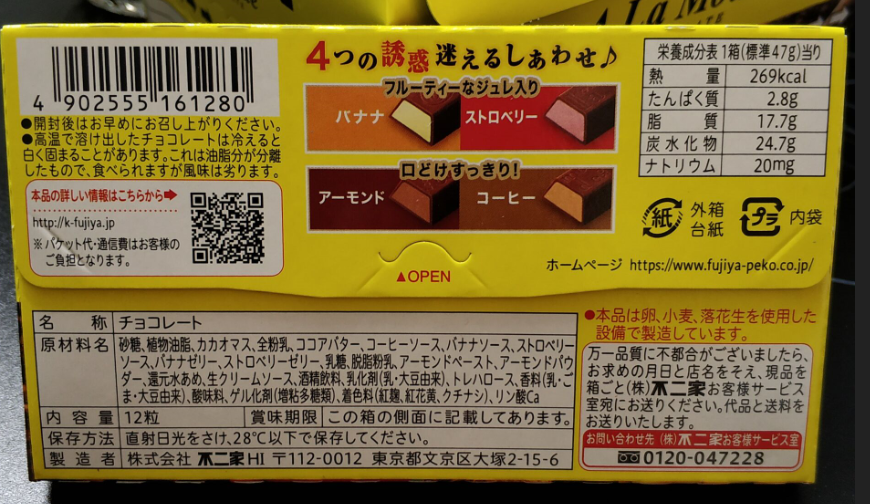 A La Mo
4 902555 161280
●開封後はお早めにお召し上がりください。
●高温で溶け出したチョコレートは冷えると
白く固まることがあります。これは油脂分が分離
したもので、食べられますが風味は劣ります。
本品の詳しい情報はこちらから➡
http://k-fujiya.jp
※パケット代・通信費はお客様の
ご負担となります。
4つの誘惑 迷えるしあわせ♪
フルーティーなジュレ入り
バナナ
ストロベリー
口どけすっきり!
アーモンド
コーヒー
▲OPEN
栄養成分表 1箱(標準47g)当り
熱量 269kcal
たんぱく質 2.8g
脂質 17.7g
炭水化物 24.7g
ナトリウム 20mg
紙 外箱
台紙
プラ 内袋
ホームページ https://www.fujiya-peko.co.jp/
名称 チョコレート
原材料名 砂糖、植物油脂、カカオマス、全粉乳、ココアバター、コーヒーソース、バナナソース、ストロベリー
ソース、バナナゼリー、ストロベリーゼリー、乳糖、脱脂粉乳、アーモンドペースト、アーモンドパウ
ダー、還元水あめ、生クリームソース、酒精飲料、乳化剤(乳・大豆由来)、トレハロース、香料(乳・ご
ま・大豆由来)、酸味料、ゲル化剤(増粘多糖類)、着色料(紅麹、紅花黄、クチナシ)、リン酸Ca
内容量 12粒 賞味期限 この箱の側面に記載してあります。
保存方法 直射日光をさけ、28℃以下で保存してください。
製造者 株式会社 不二家HI 〒112-0012 東京都文京区大塚2-15-6
●本品は卵、小麦、落花生を使用した
設備で製造しています。
万一品質に不都合がございましたら、
お求めの月日と店名をそえ、現品を
箱ごと(株)不二家お客様サービス
室宛にお送りください。代品と送料を
お送りいたします。
お問い合わせ先 (株)不二家お客様サービス室
0120-047228